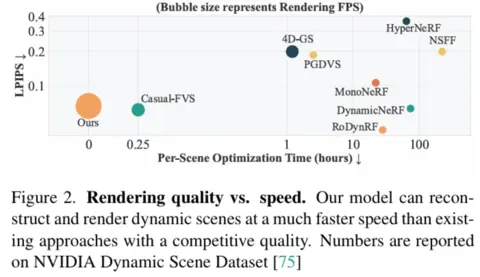 (Bubble size represents Rendering FPS)
LPIPS ↓
0.4
0.3
0.2
0.1
HyperNeRF
4D-GS
NSFF
PGDVS
MonoNeRF
Casual-FVS
DynamicNeRF
Ours
RoDynRF
0
0.25
1
10
100
Per-Scene Optimization Time (hours) ↓
Figure 2. Rendering quality vs. speed. Our model can recon-
struct and render dynamic scenes at a much faster speed than exist-
ing approaches with a competitive quality. Numbers are reported
on NVIDIA Dynamic Scene Dataset [75]